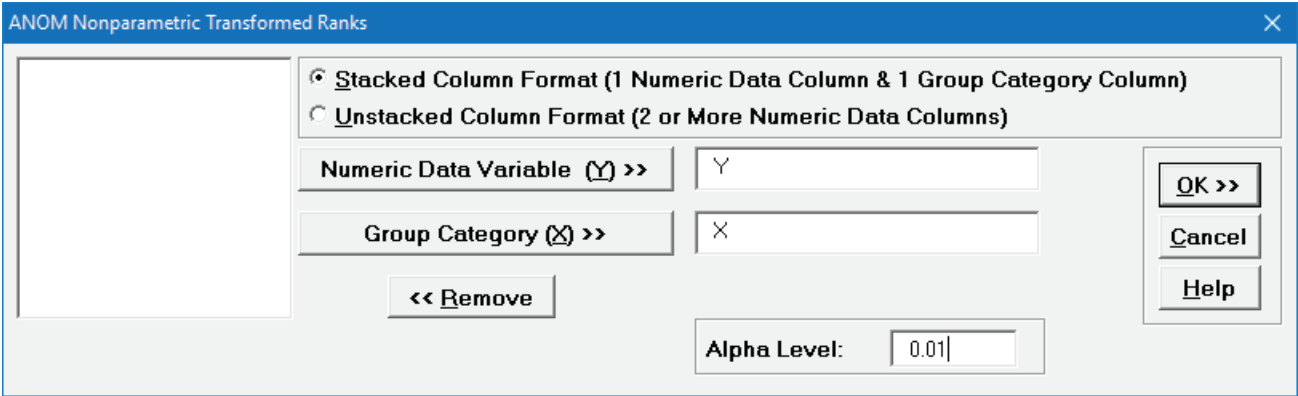 ANOM Nonparametric Transformed Ranks
Stacked Column Format (1 Numeric Data Column & 1 Group Category Column)
Unstacked Column Format (2 or More Numeric Data Columns)
Numeric Data Variable (Y) >> Y
Group Category (X) >> X
<< Remove
OK >>
Cancel
Help
Alpha Level: 0.01